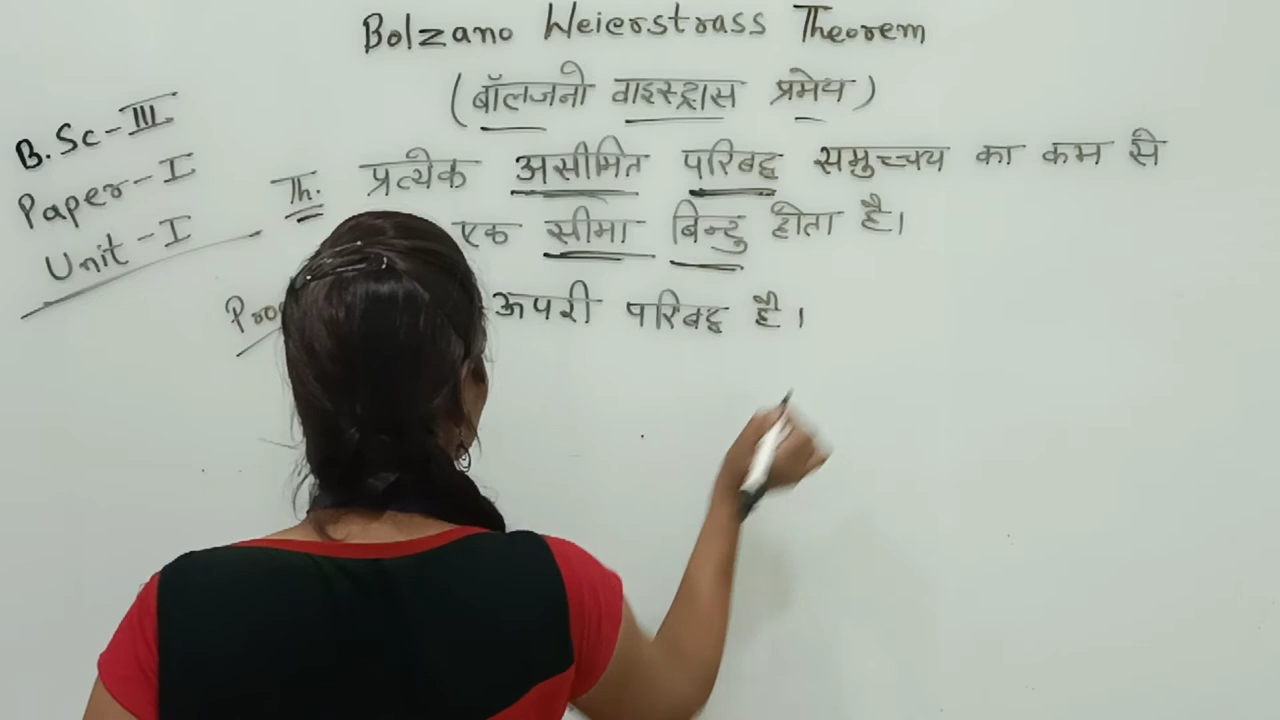 Bolzano Weierstrass Theorem
(बॉलजनो वाइस्ट्रास प्रमेय)
B.Sc-III
Paper-I
Unit-I
Th. प्रत्येक असीमित परिबद्ध समुच्चय का कम से
एक सीमा बिन्दु होता है।
ऊपरी परिबद्ध है।